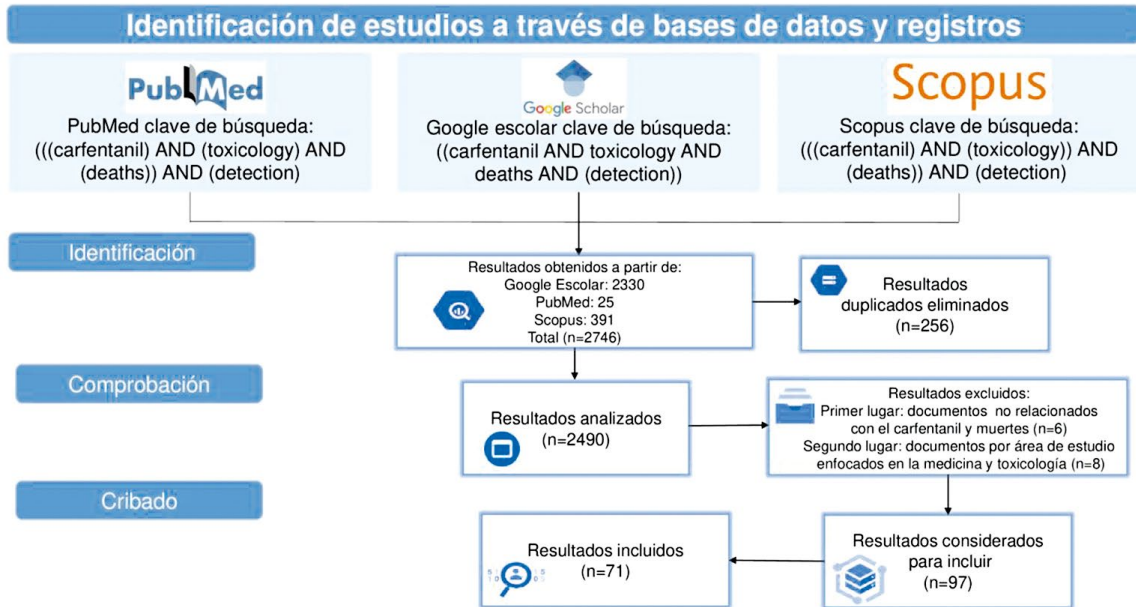 Identificación de estudios a través de bases de datos y registros
PubMed
PubMed clave de búsqueda:
(((carfentanil) AND (toxicology) AND
(deaths)) AND (detection)
Google Scholar
Google escolar clave de búsqueda:
((carfentanil AND toxicology AND
deaths AND (detection))
Scopus
Scopus clave de búsqueda:
(((carfentanil) AND (toxicology)) AND
(deaths)) AND (detection)
Identificación
Resultados obtenidos a partir de:
Google Escolar: 2330
PubMed: 25
Scopus: 391
Total (n=2746)
Resultados
duplicados eliminados
(n=256)
Comprobación
Resultados analizados
(n=2490)
Resultados excluidos:
Primer lugar: documentos no relacionados
con el carfentanil y muertes (n=6)
Segundo lugar: documentos por área de estudio
enfocados en la medicina y toxicología (n=8)
Cribado
Resultados incluidos
(n=71)
Resultados considerados
para incluir
(n=97)